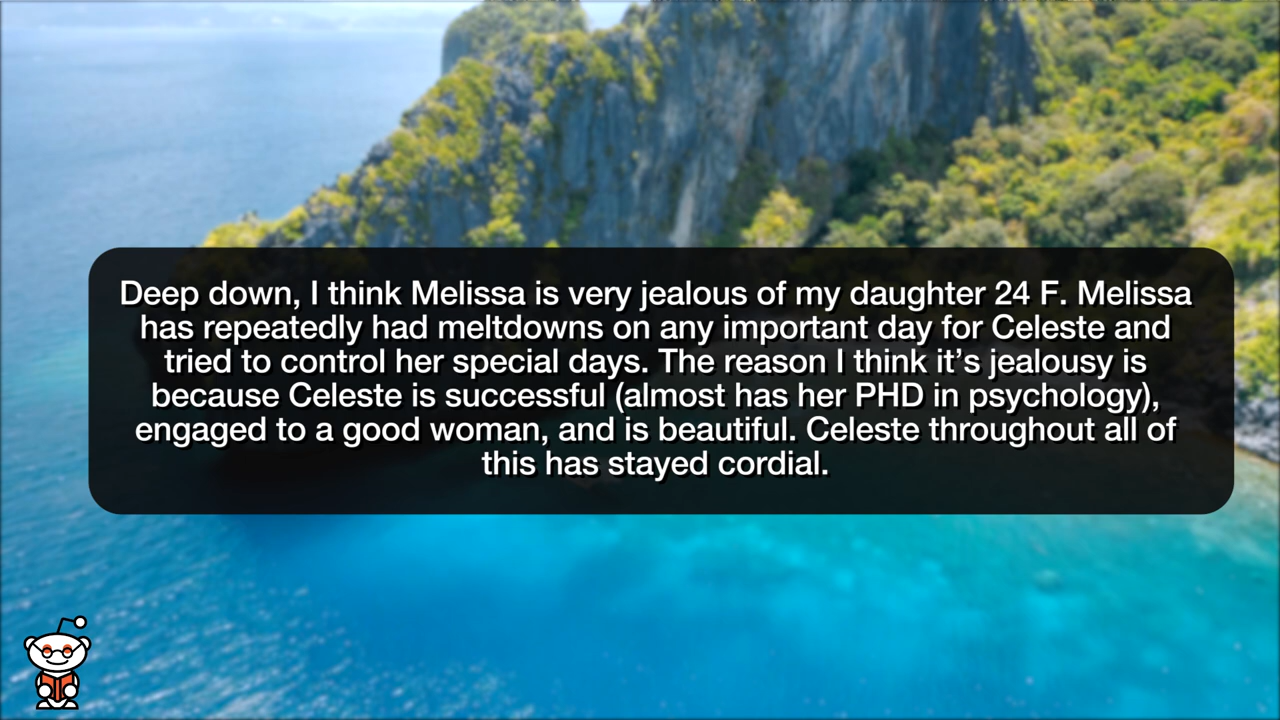 Deep down, I think Melissa is very jealous of my daughter 24 F. Melissa
has repeatedly had meltdowns on any important day for Celeste and
tried to control her special days. The reason I think it’s jealousy is
because Celeste is successful (almost has her PHD in psychology),
engaged to a good woman, and is beautiful. Celeste throughout all of
this has stayed cordial.